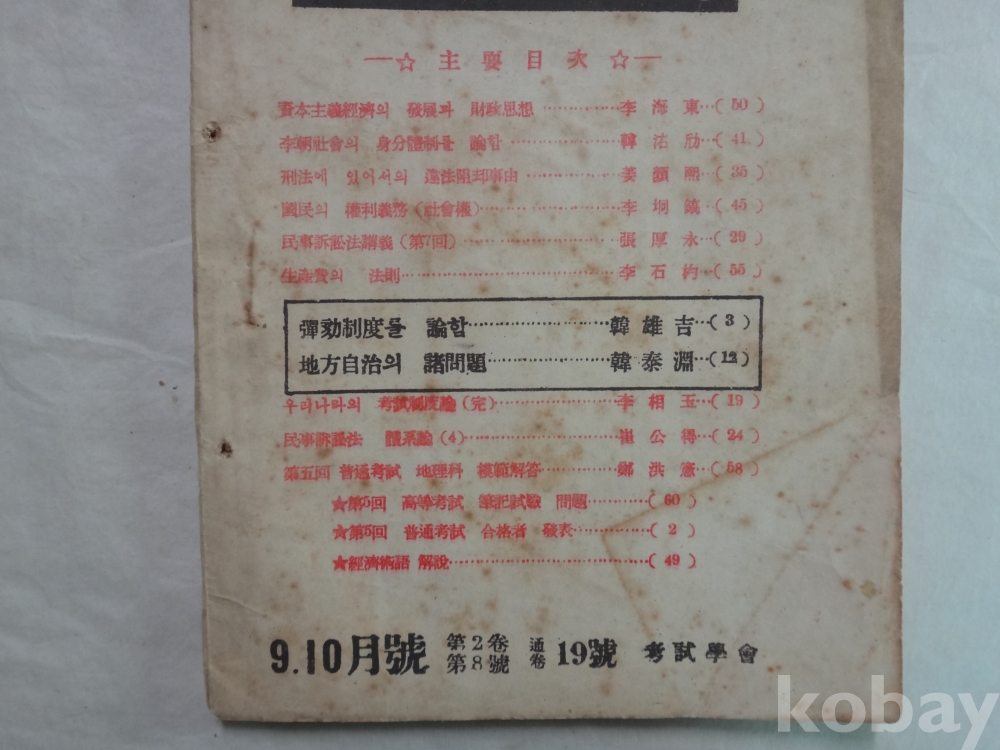 —☆ 主要目次 ☆—
資本主義經濟의 發展과 財政思想 ············ 李海東··( 50 )
李朝社會의 身分體制를 論함 ··············· 韓㳓劤··( 41 )
刑法에 있어서의 違法阻却事由 ············· 姜顯熙··( 35 )
國民의 權利義務 (社會權) ··················· 李坰鎬··( 45 )
民事訴訟法講義 (第7回) ······················ 張厚永··( 29 )
生産費의 法則 ································ 李石杓··( 55 )
彈劾制度를 論함 ················ 韓雄吉··( 3 )
地方自治의 諸問題 ············· 韓泰淵··( 12 )
우리나라의 考試制度論 (完) ················ 李相玉··( 19 )
民事訴訟法 體系論 (4) ······················ 崔公得··( 24 )
第五回 普通考試 地理科 模範解答 ········ 鄭洪憲··( 58 )
★第5回 高等考試 筆記試驗 問題 ···········( 60 )
★第5回 普通考試 合格者 發表 ·············( 2 )
★經濟術語 解說 ·····························( 49 )
9.10月號 第2卷 第8號 通卷 19號 考試學會
kobay